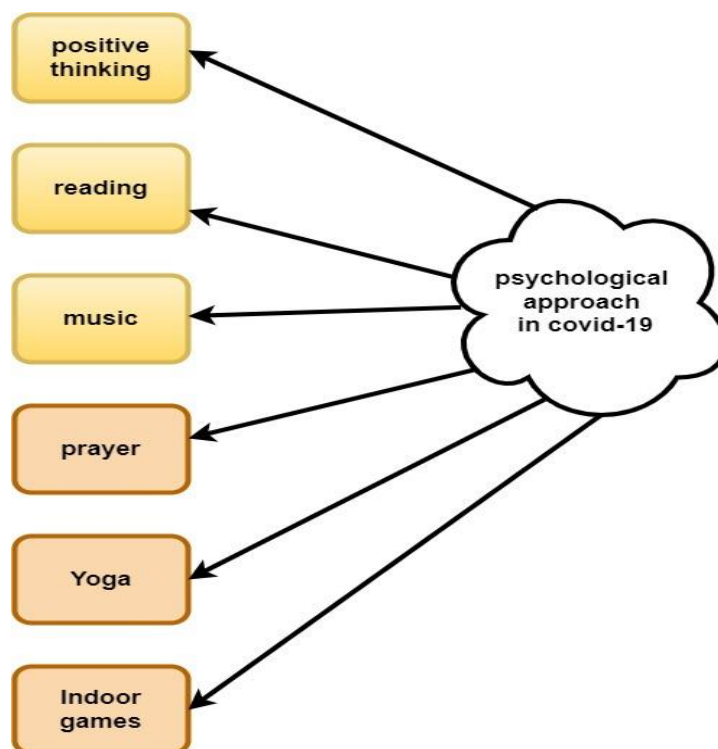 positive
thinking
reading
music
prayer
Yoga
Indoor
games
psychological
approach
in covid-19